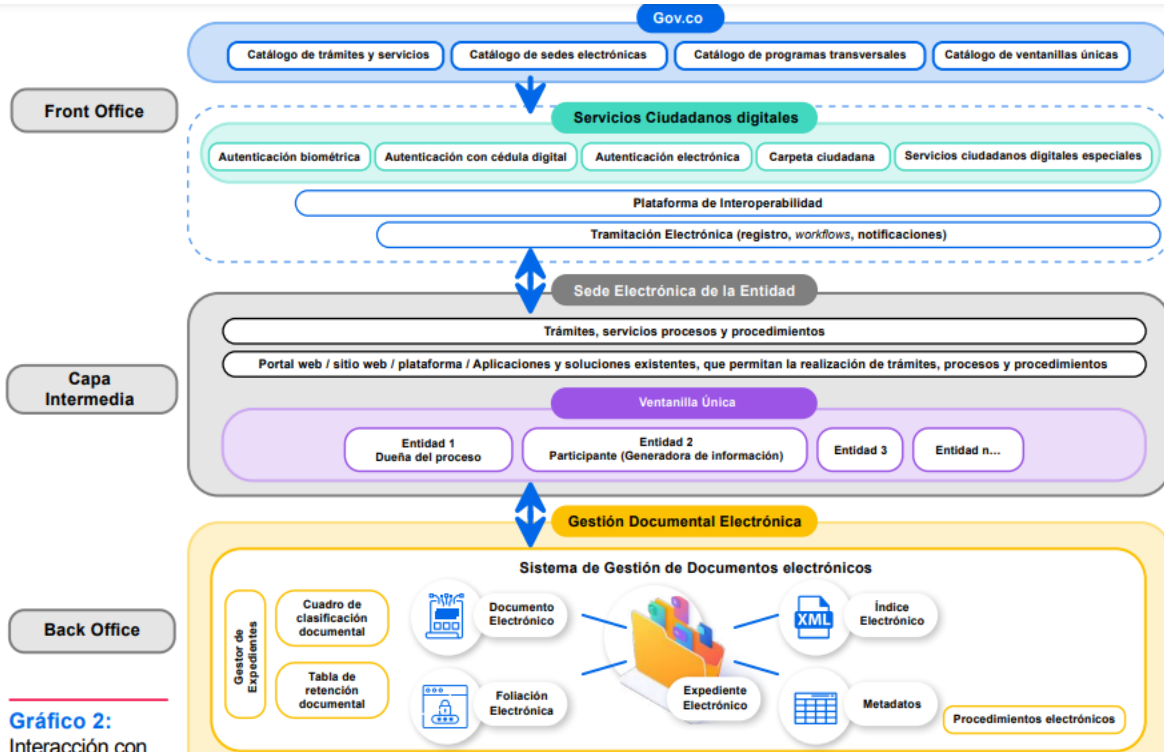 Gov.co
Catálogo de trámites y servicios
Catálogo de sedes electrónicas
Catálogo de programas transversales
Catálogo de ventanillas únicas
Front Office
Servicios Ciudadanos digitales
Autenticación biométrica
Autenticación con cédula digital
Autenticación electrónica
Carpeta ciudadana
Servicios ciudadanos digitales especiales
Plataforma de Interoperabilidad
Tramitación Electrónica (registro, workflows, notificaciones)
Sede Electrónica de la Entidad
Trámites, servicios procesos y procedimientos
Portal web / sitio web / plataforma / Aplicaciones y soluciones existentes, que permitan la realización de trámites, procesos y procedimientos
Capa
Intermedia
Ventanilla Única
Entidad 1
Dueña del proceso
Entidad 2
Participante (Generadora de información)
Entidad 3
Entidad n...
Gestión Documental Electrónica
Sistema de Gestión de Documentos electrónicos
Back Office
Gestor de
Expedientes
Cuadro de
clasificación
documental
Tabla de
retención
documental
Documento
Electrónico
Foliación
Electrónica
Expediente
Electrónico
XML
Índice
Electrónico
Metadatos
Procedimientos electrónicos
Gráfico 2:
Interacción con